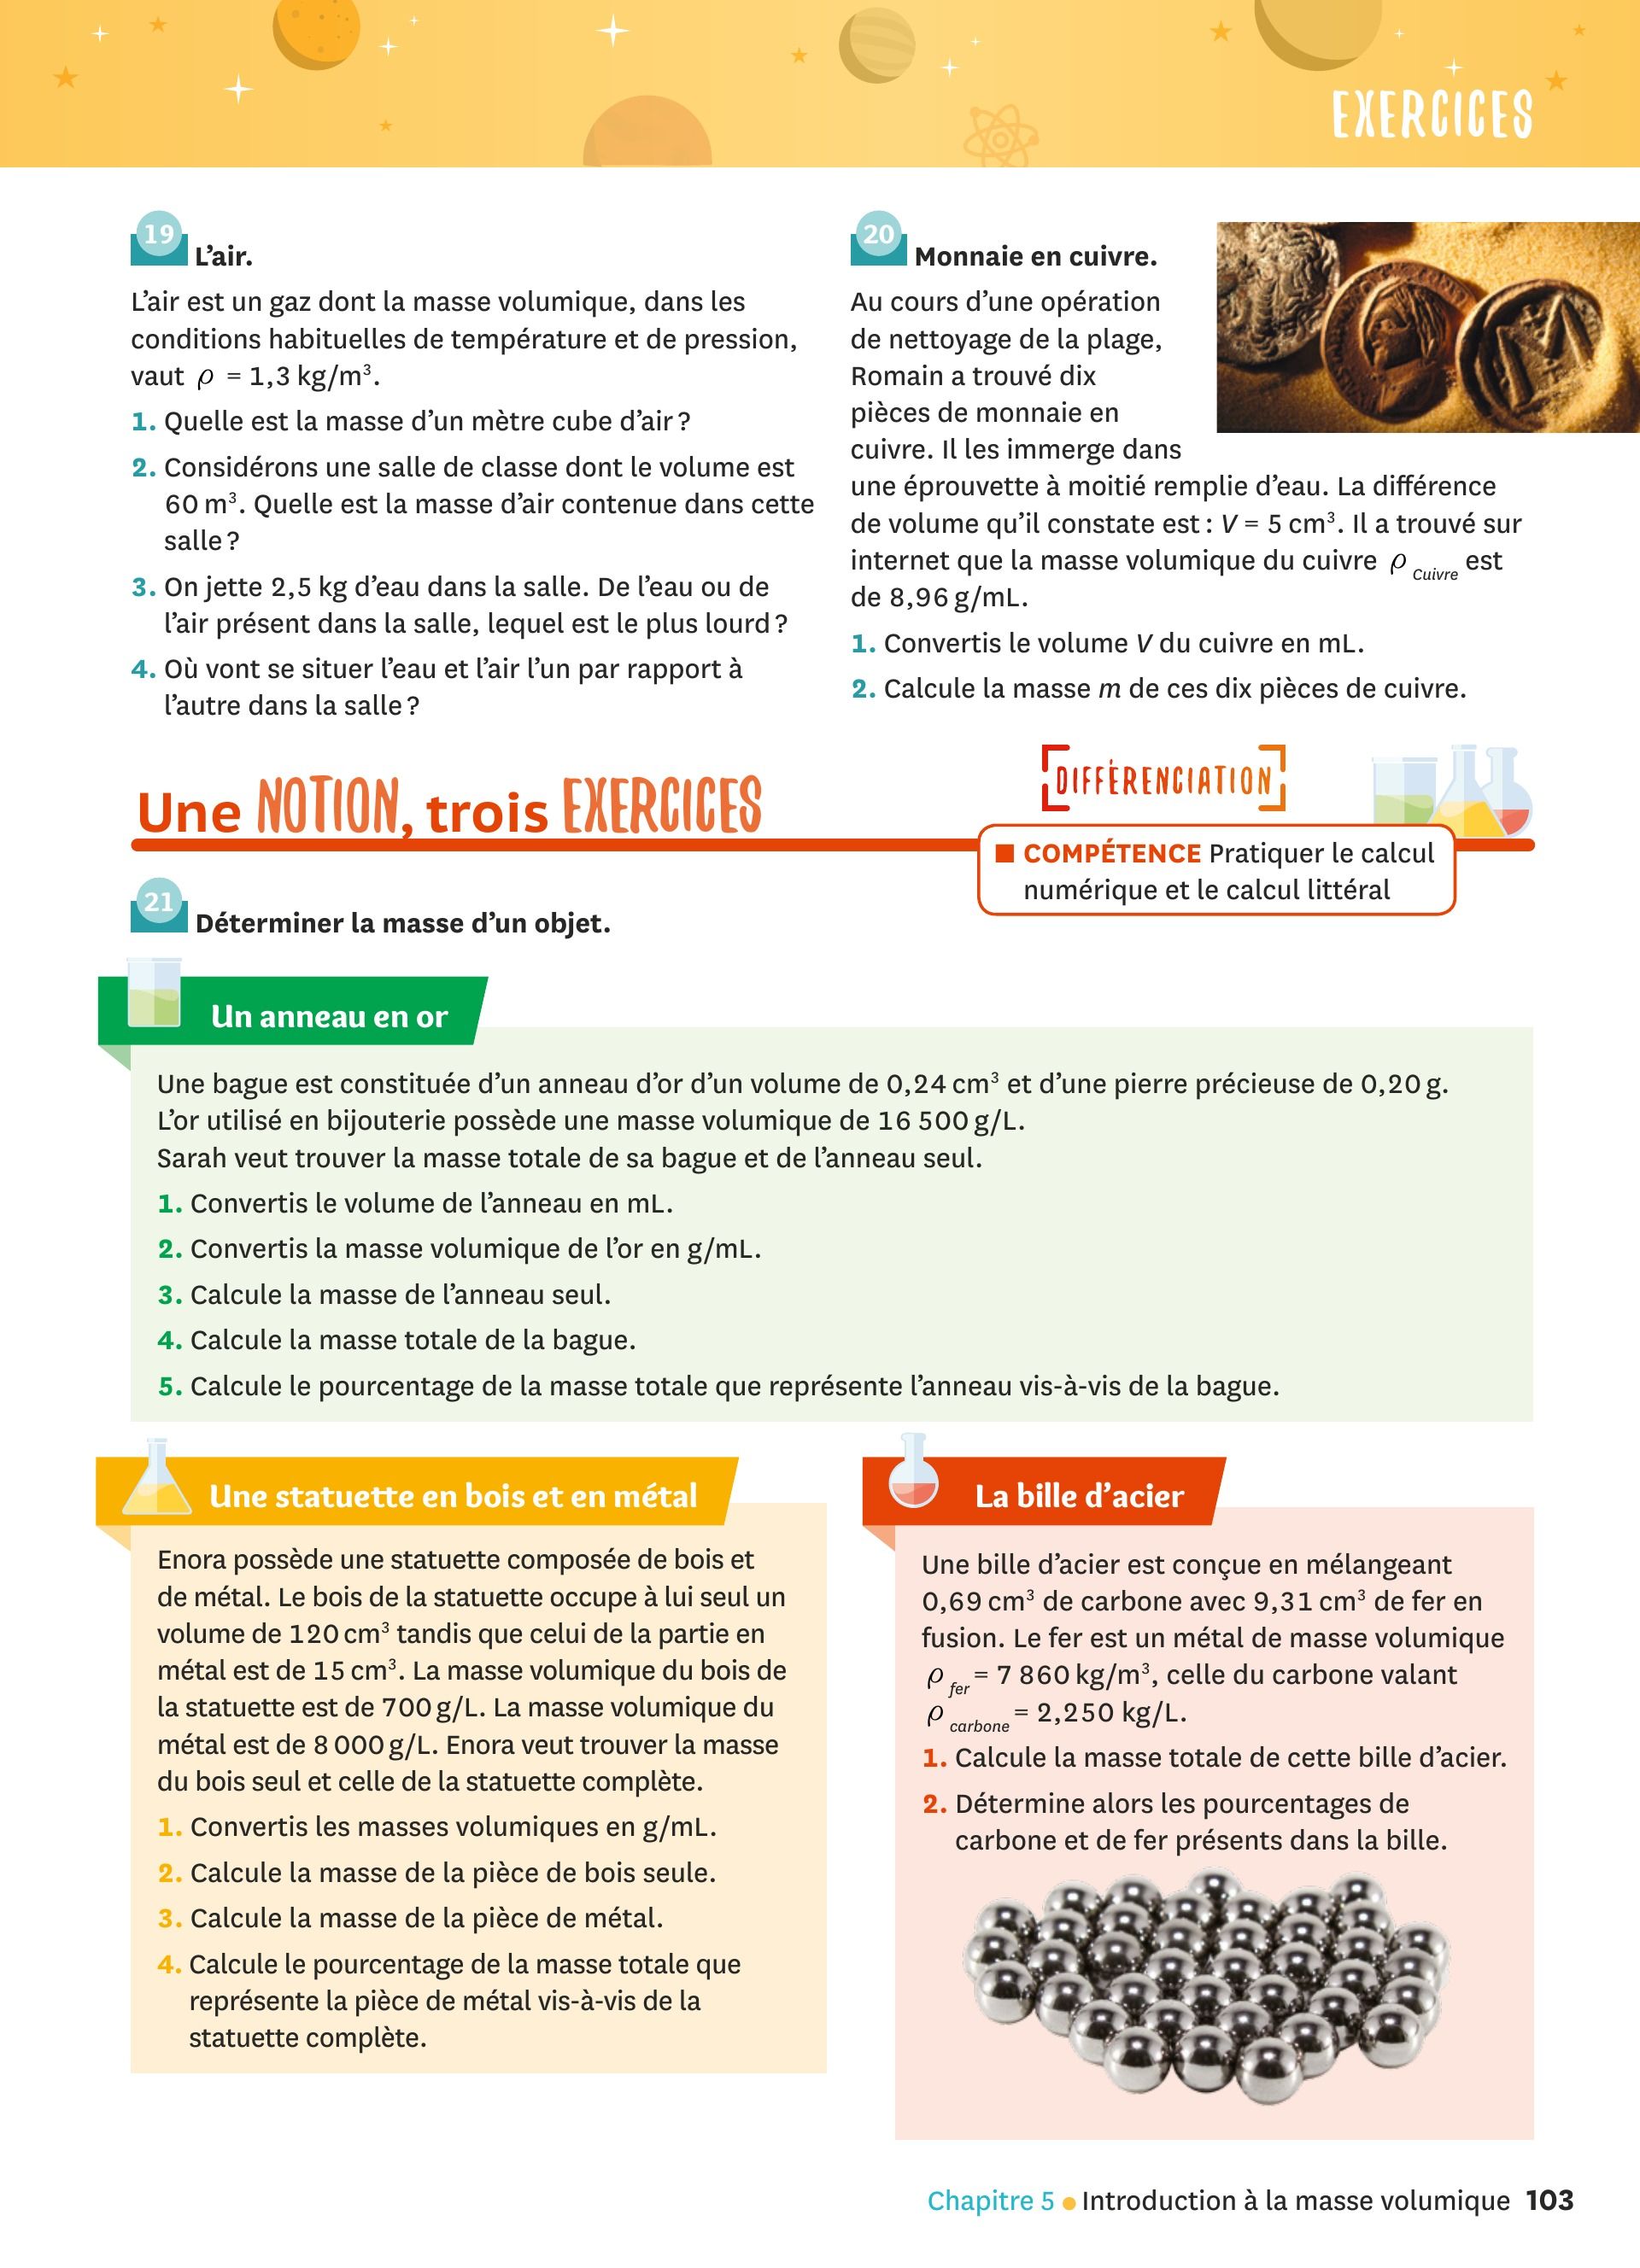 EXERCICES
19 L’air.
L’air est un gaz dont la masse volumique, dans les
conditions habituelles de température et de pression,
vaut ρ = 1,3 kg/m³.
1. Quelle est la masse d’un mètre cube d’air ?
2. Considérons une salle de classe dont le volume est
60 m³. Quelle est la masse d’air contenue dans cette
salle ?
3. On jette 2,5 kg d’eau dans la salle. De l’eau ou de
l’air présent dans la salle, lequel est le plus lourd ?
4. Où vont se situer l’eau et l’air l’un par rapport à
l’autre dans la salle ?
20 Monnaie en cuivre.
Au cours d’une opération
de nettoyage de la plage,
Romain a trouvé dix
pièces de monnaie en
cuivre. Il les immerge dans
une éprouvette à moitié remplie d’eau. La différence
de volume qu’il constate est : V = 5 cm³. Il a trouvé sur
internet que la masse volumique du cuivre ρ Cuivre est
de 8,96 g/mL.
1. Convertis le volume V du cuivre en mL.
2. Calcule la masse m de ces dix pièces de cuivre.
Une NOTION, trois EXERCICES
DIFFÉRENCIATION
COMPÉTENCE Pratiquer le calcul
numérique et le calcul littéral
21 Déterminer la masse d’un objet.
Un anneau en or
Une bague est constituée d’un anneau d’or d’un volume de 0,24 cm³ et d’une pierre précieuse de 0,20 g.
L’or utilisé en bijouterie possède une masse volumique de 16 500 g/L.
Sarah veut trouver la masse totale de sa bague et de l’anneau seul.
1. Convertis le volume de l’anneau en mL.
2. Convertis la masse volumique de l’or en g/mL.
3. Calcule la masse de l’anneau seul.
4. Calcule la masse totale de la bague.
5. Calcule le pourcentage de la masse totale que représente l’anneau vis-à-vis de la bague.
Une statuette en bois et en métal
Enora possède une statuette composée de bois et
de métal. Le bois de la statuette occupe à lui seul un
volume de 120 cm³ tandis que celui de la partie en
métal est de 15 cm³. La masse volumique du bois de
la statuette est de 700 g/L. La masse volumique du
métal est de 8 000 g/L. Enora veut trouver la masse
du bois seul et celle de la statuette complète.
1. Convertis les masses volumiques en g/mL.
2. Calcule la masse de la pièce de bois seule.
3. Calcule la masse de la pièce de métal.
4. Calcule le pourcentage de la masse totale que
représente la pièce de métal vis-à-vis de la
statuette complète.
La bille d’acier
Une bille d’acier est conçue en mélangeant
0,69 cm³ de carbone avec 9,31 cm³ de fer en
fusion. Le fer est un métal de masse volumique
ρ fer = 7 860 kg/m³, celle du carbone valant
ρ carbone = 2,250 kg/L.
1. Calcule la masse totale de cette bille d’acier.
2. Détermine alors les pourcentages de
carbone et de fer présents dans la bille.
Chapitre 5 ● Introduction à la masse volumique 103